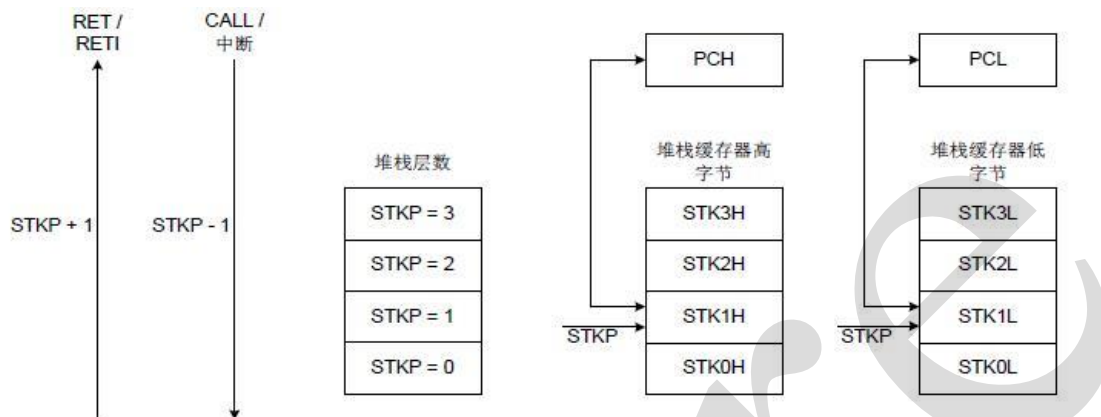 RET /
RETI
CALL /
中断
PCH
PCL
堆栈层数
堆栈缓存器高
字节
堆栈缓存器低
字节
STKP + 1
STKP - 1
STKP = 3
STK3H
STK3L
STKP = 2
STK2H
STK2L
STKP = 1
STK1H
STK1L
STKP
STKP
STKP = 0
STK0H
STK0L